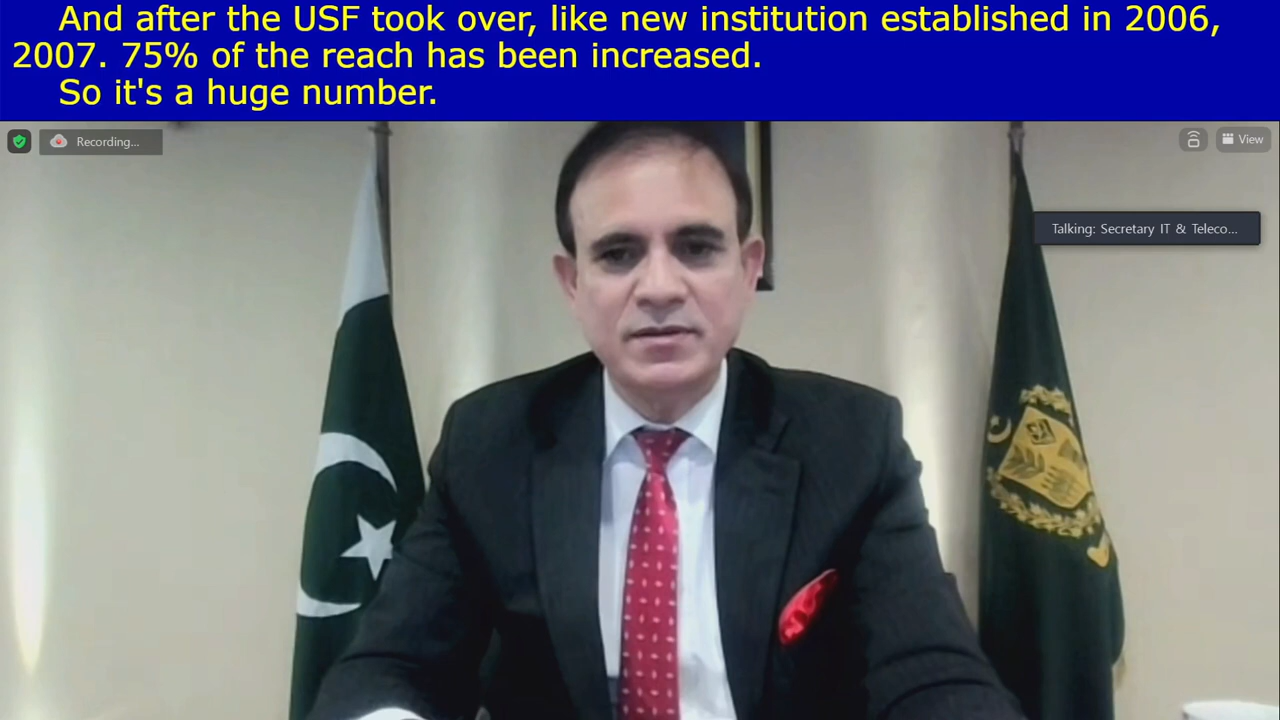 And after the USF took over, like new institution established in 2006,
2007. 75% of the reach has been increased.
So it's a huge number.
Recording...
View
Talking: Secretary IT & Teleco...